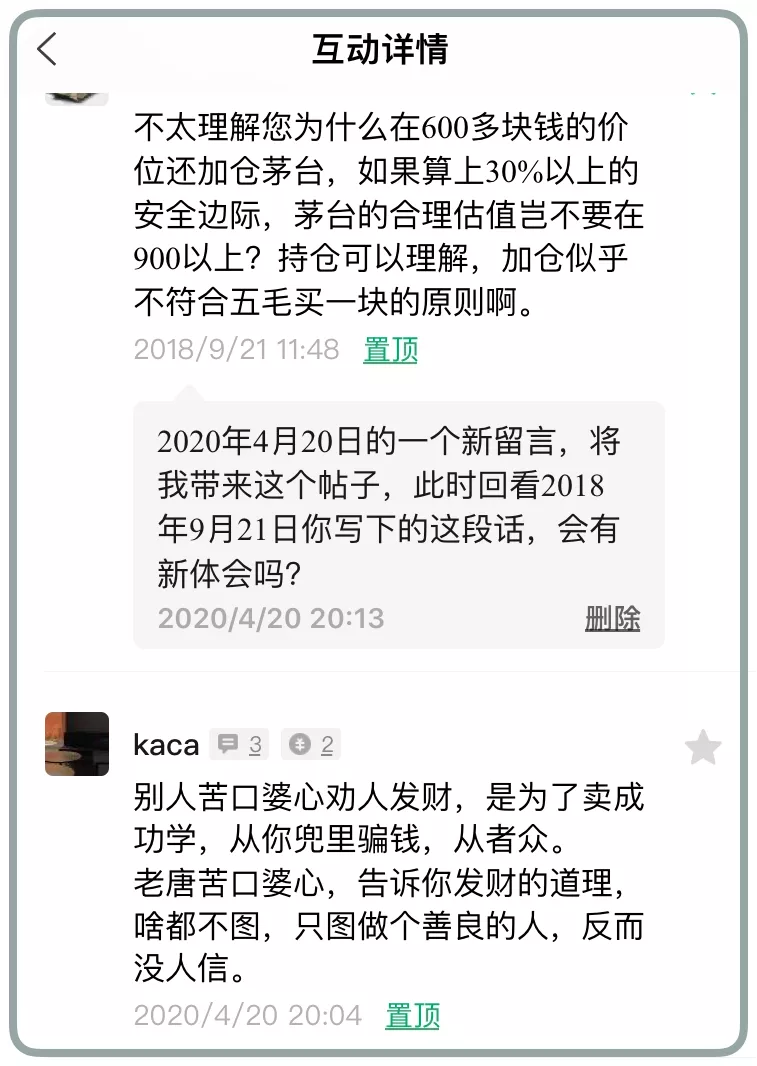 互动详情
不太理解您为什么在600多块钱的价
位还加仓茅台，如果算上30%以上的
安全边际，茅台的合理估值岂不要在
900以上？持仓可以理解，加仓似乎
不符合五毛买一块的原则啊。
2018/9/21 11:48 置顶
2020年4月20日的一个新留言，将
我带来这个帖子，此时回看2018
年9月21日你写下的这段话，会有
新体会吗？
2020/4/20 20:13 删除
kaca 3 2
别人苦口婆心劝人发财，是为了卖成
功学，从你兜里骗钱，从者众。
老唐苦口婆心，告诉你发财的道理，
啥都不图，只图做个善良的人，反而
没人信。
2020/4/20 20:04 置顶